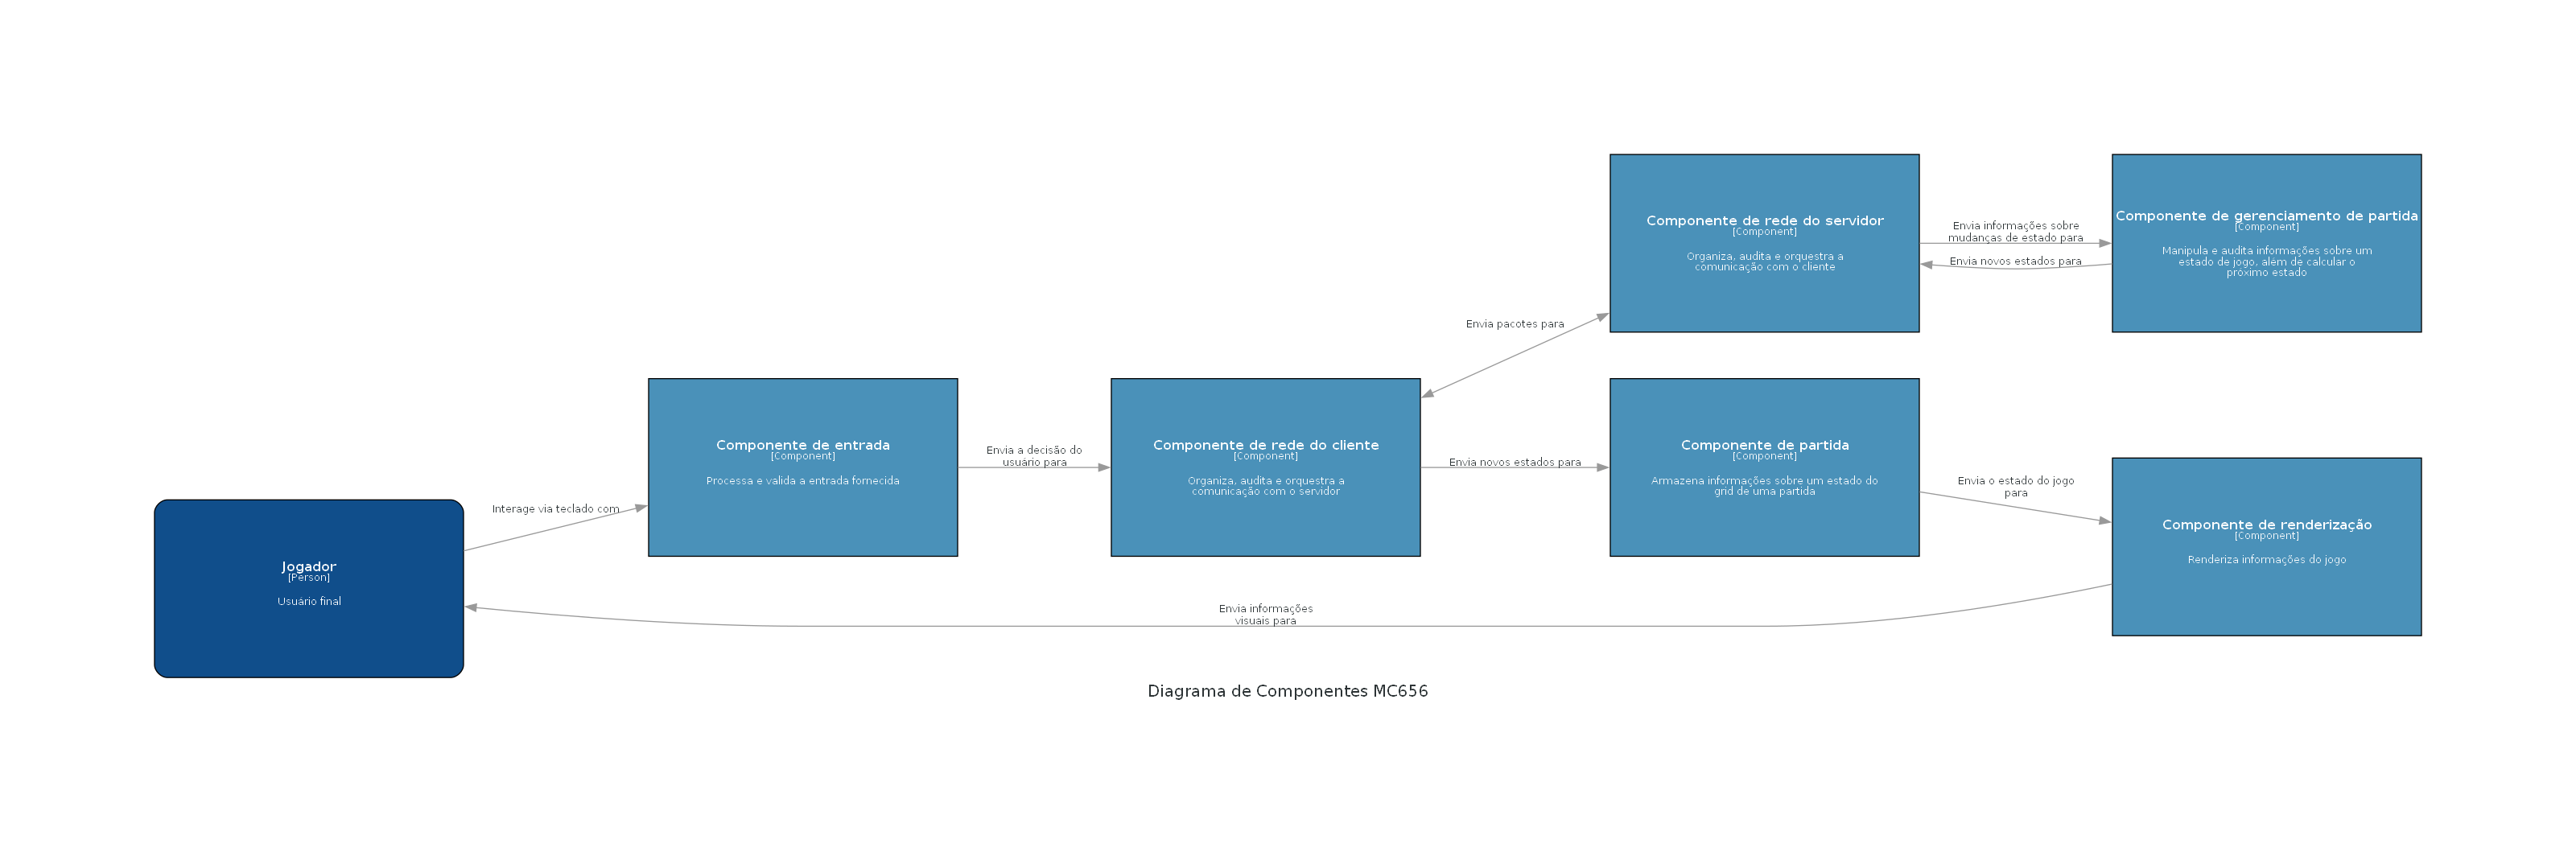 Componente de rede do servidor
[Component]
Organiza, audita e orquestra a
comunicação com o cliente
Envia informações sobre
mudanças de estado para
Envia novos estados para
Componente de gerenciamento de partida
[Component]
Manipula e audita informações sobre um
estado de jogo, além de calcular o
próximo estado
Envia pacotes para
Jogador
[Person]
Usuário final
Interage via teclado com
Componente de entrada
[Component]
Processa e valida a entrada fornecida
Envia a decisão do
usuário para
Componente de rede do cliente
[Component]
Organiza, audita e orquestra a
comunicação com o servidor
Envia novos estados para
Componente de partida
[Component]
Armazena informações sobre um estado do
grid de uma partida
Envia o estado do jogo
para
Componente de renderização
[Component]
Renderiza informações do jogo
Envia informações
visuais para
Diagrama de Componentes MC656